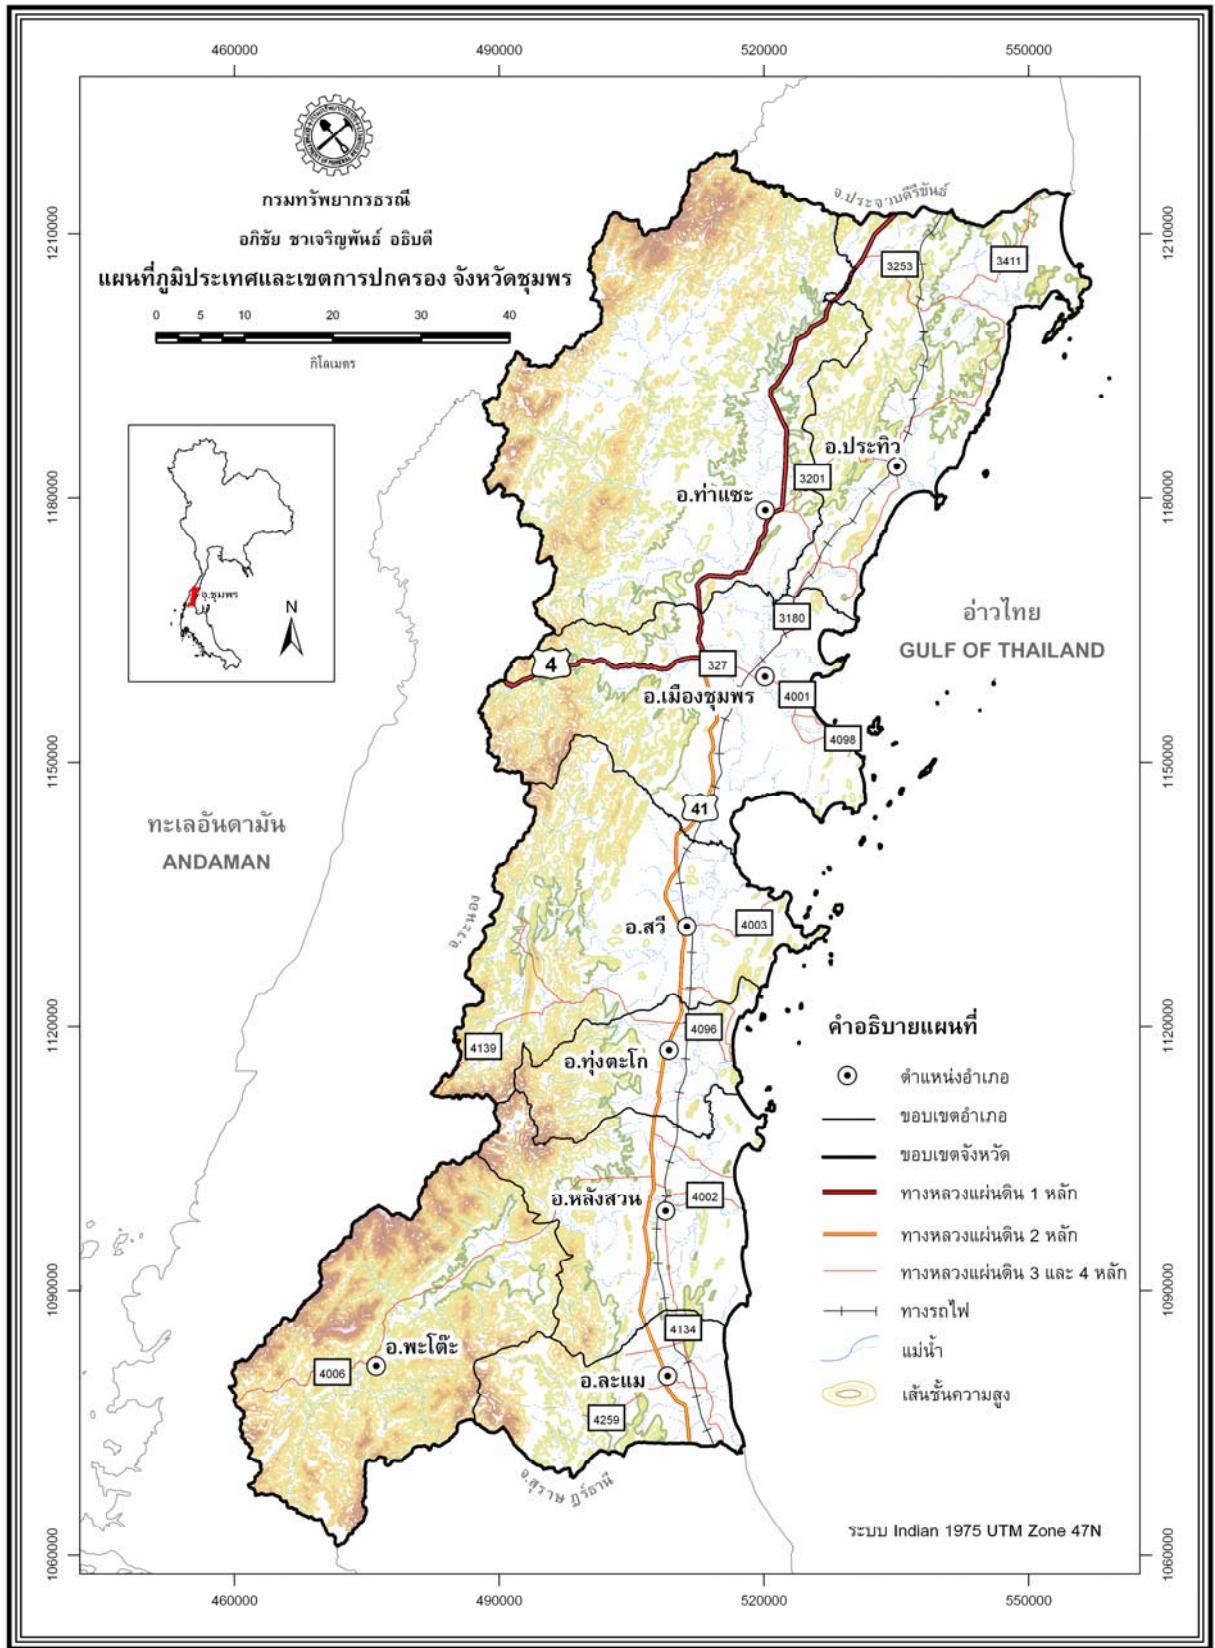 460000
490000
520000
550000
กรมทรัพยากรธรณี
อภิชัย ชวเจริญพันธ์ อธิบดี
แผนที่ภูมิประเทศและเขตการปกครอง จังหวัดชุมพร
0 5 10 20 30 40
กิโลเมตร
จ.ชุมพร
N
จ.ประจวบคีรีขันธ์
1210000
1210000
3253
3411
อ.ประทิว
3201
อ.ท่าแซะ
1180000
1180000
3180
อ่าวไทย
GULF OF THAILAND
4
327
อ.เมืองชุมพร
4001
4098
1150000
1150000
41
ทะเลอันดามัน
ANDAMAN
จ.ระนอง
อ.สวี
4003
1120000
1120000
4139
4096
อ.ทุ่งตะโก
คำอธิบายแผนที่
ตำแหน่งอำเภอ
ขอบเขตอำเภอ
ขอบเขตจังหวัด
ทางหลวงแผ่นดิน 1 หลัก
ทางหลวงแผ่นดิน 2 หลัก
ทางหลวงแผ่นดิน 3 และ 4 หลัก
ทางรถไฟ
แม่น้ำ
เส้นชั้นความสูง
อ.หลังสวน
4002
1090000
1090000
4134
อ.พะโต๊ะ
4006
อ.ละแม
4259
จ.สุราษฎร์ธานี
ระบบ Indian 1975 UTM Zone 47N
1060000
1060000
460000
490000
520000
550000